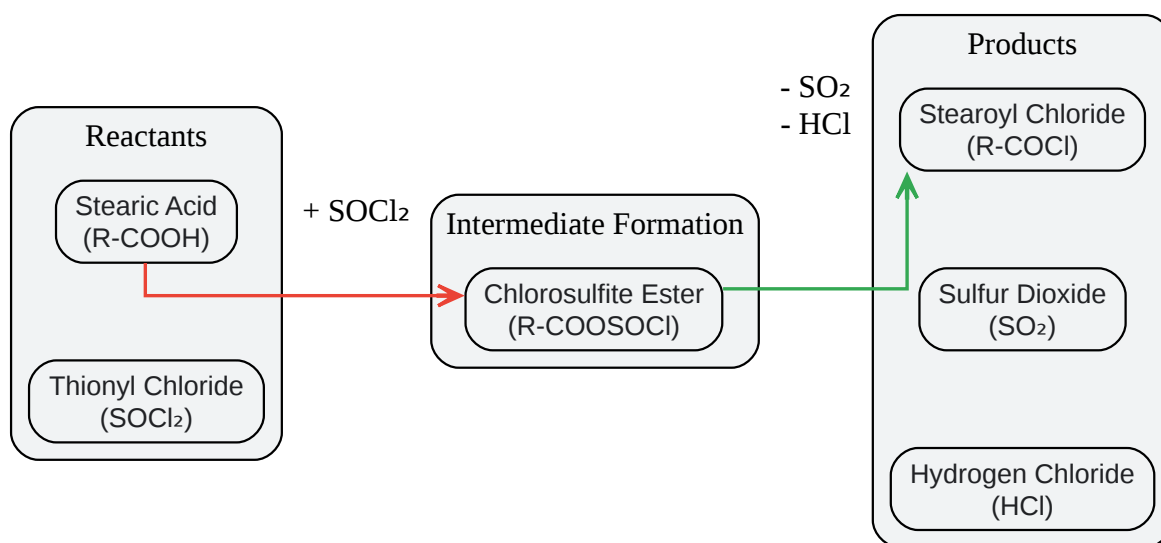 Reactants
Stearic Acid
(R-COOH)
Thionyl Chloride
(SOCl₂)
+ SOCl₂
Intermediate Formation
Chlorosulfite Ester
(R-COOSOCl)
- SO₂
- HCl
Products
Stearoyl Chloride
(R-COCl)
Sulfur Dioxide
(SO₂)
Hydrogen Chloride
(HCl)